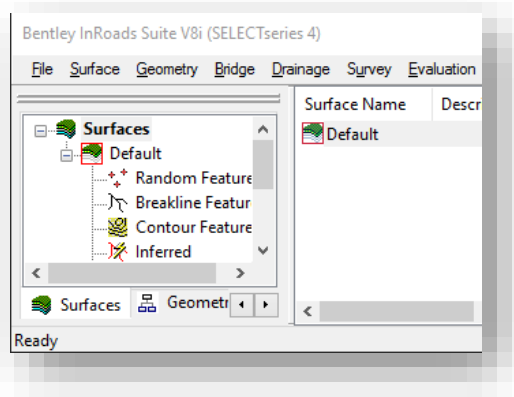 Bentley InRoads Suite V8i (SELECTseries 4)
File Surface Geometry Bridge Drainage Survey Evaluation
Surface Name Descr
Surfaces
Default
Default
Random Feature
Breakline Featur
Contour Feature
Inferred
Surfaces Geometr
Ready